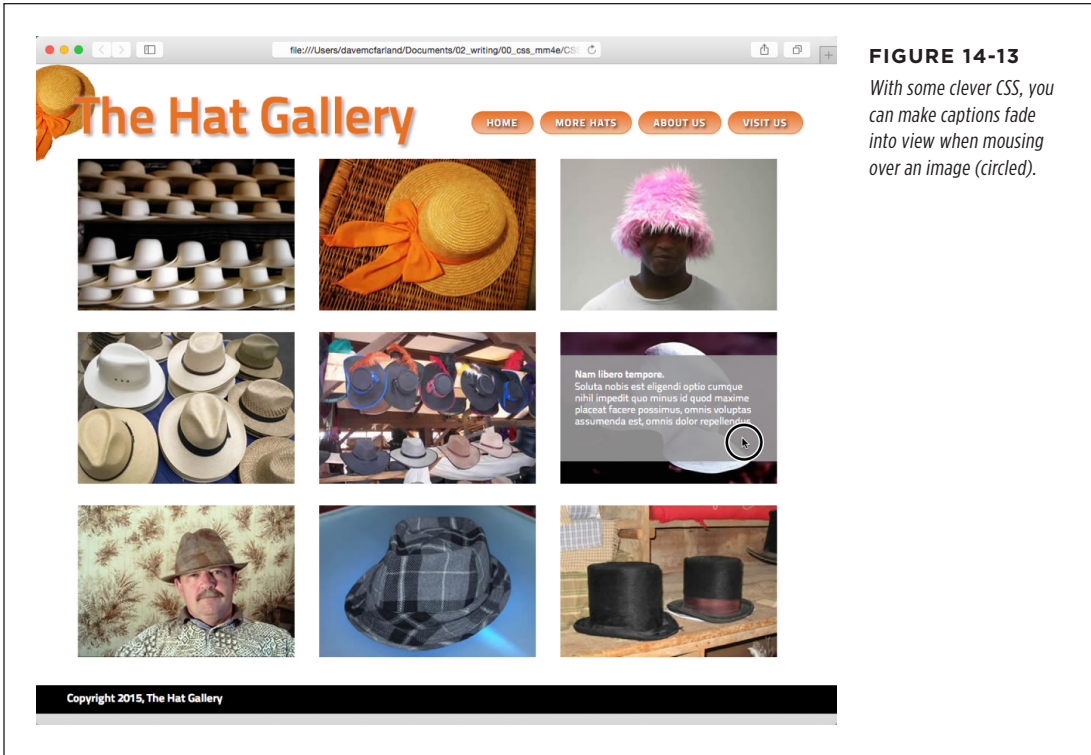 file:///Users/davemcfarland/Documents/02_writing/00_css_mm4e/CS
The Hat Gallery
HOME
MORE HATS
ABOUT US
VISIT US
Nam libero tempore.
Soluta nobis est eligendi optio cumque
nihil impedit quo minus id quod maxime
placeat facere possimus, omnis voluptas
assumenda est, omnis dolor repellendus
Copyright 2015, The Hat Gallery
FIGURE 14-13
With some clever CSS, you
can make captions fade
into view when mousing
over an image (circled).